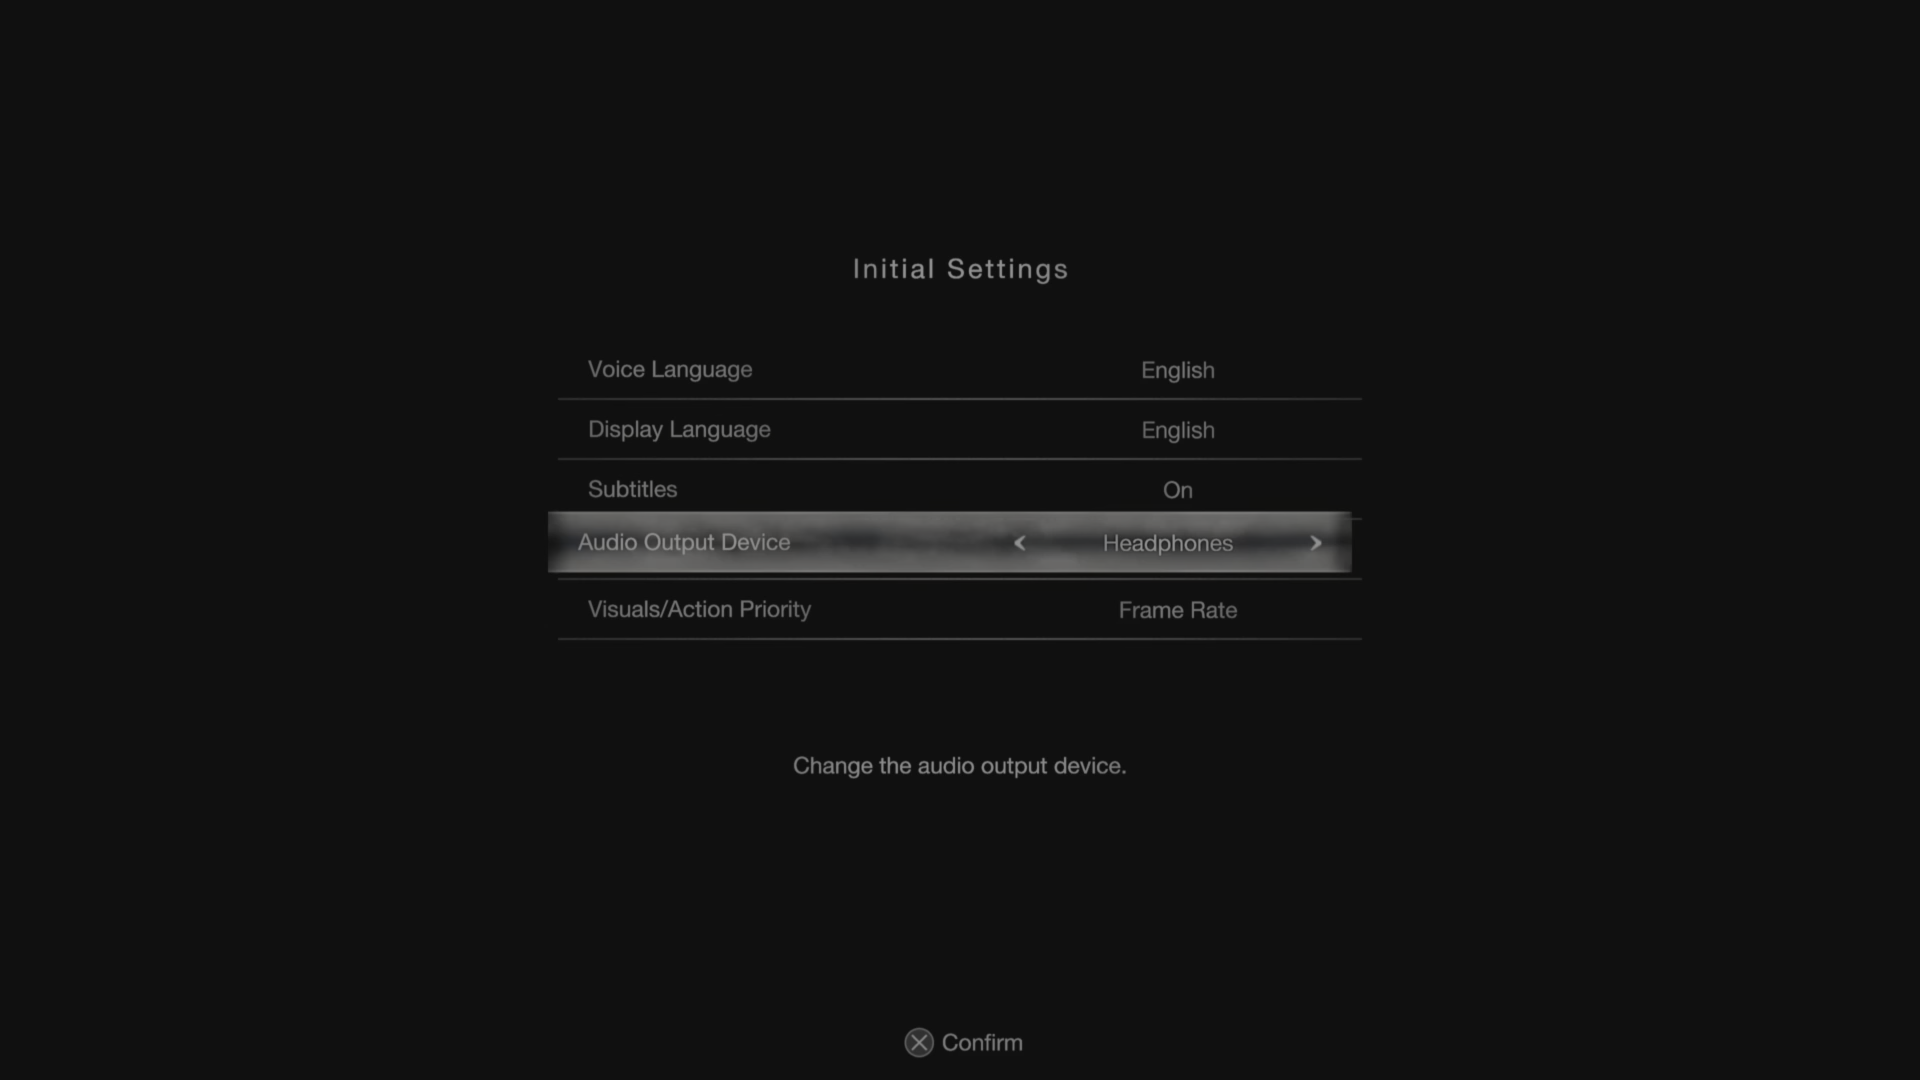 Initial Settings
Voice Language English
Display Language English
Subtitles On
Audio Output Device Headphones
Visuals/Action Priority Frame Rate
Change the audio output device.
Confirm